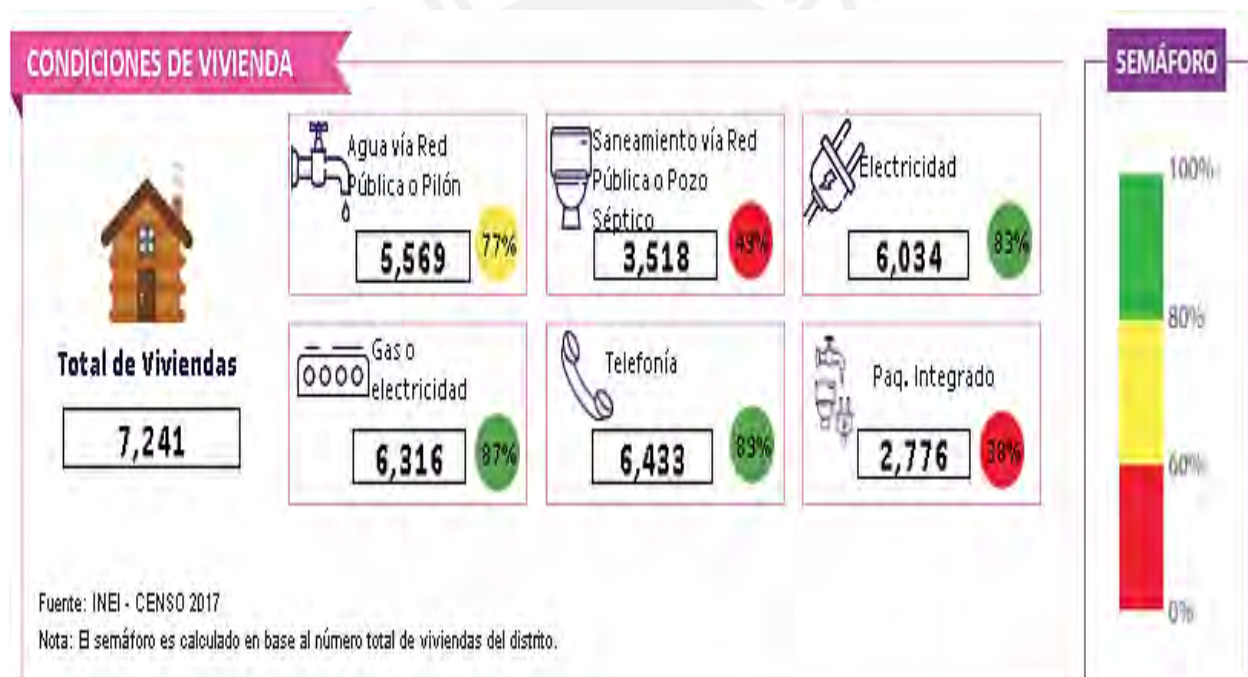 CONDICIONES DE VIVIENDA
SEMÁFORO
Total de Viviendas
7,241
Agua vía Red
Pública o Pilón
5,569
77%
Saneamiento vía Red
Pública o Pozo
Séptico
3,518
49%
Electricidad
6,034
83%
Gas o
electricidad
6,316
87%
Telefonía
6,433
89%
Paq. Integrado
2,776
38%
100%
80%
60%
0%
Fuente: INEI - CENSO 2017
Nota: El semáforo es calculado en base al número total de viviendas del distrito.